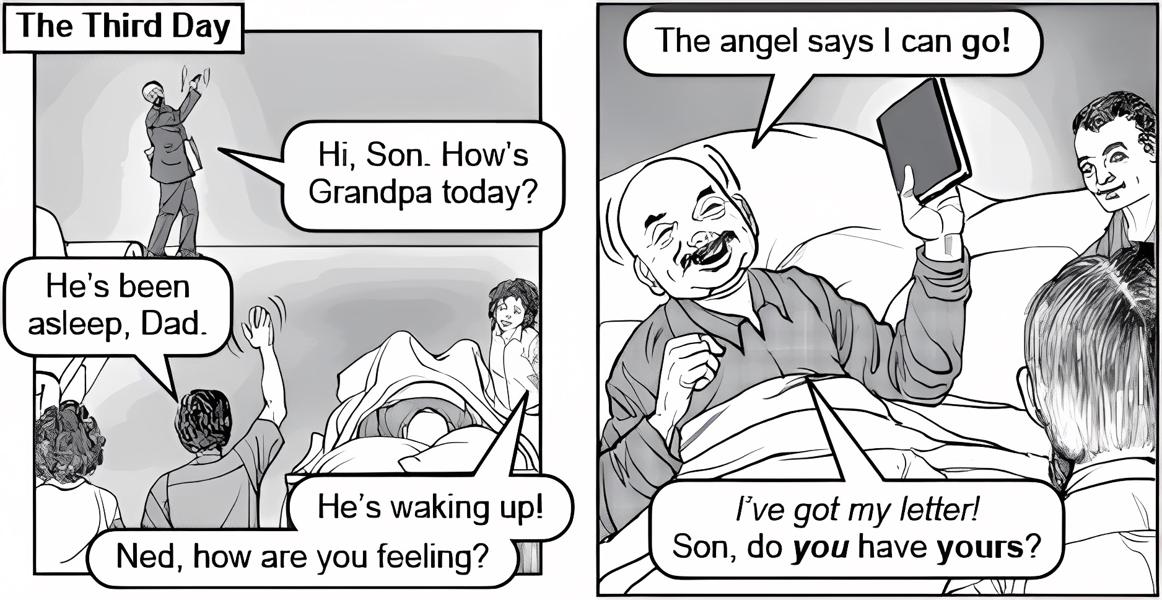 The Third Day
Hi, Son. How's
Grandpa today?
He's been
asleep, Dad.
He's waking up!
Ned, how are you feeling?
The angel says I can go!
I've got my letter!
Son, do you have yours?